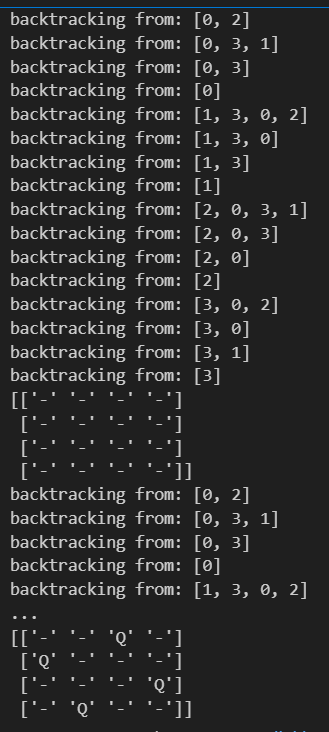 backtracking from: [0, 2]
backtracking from: [0, 3, 1]
backtracking from: [0, 3]
backtracking from: [0]
backtracking from: [1, 3, 0, 2]
backtracking from: [1, 3, 0]
backtracking from: [1, 3]
backtracking from: [1]
backtracking from: [2, 0, 3, 1]
backtracking from: [2, 0, 3]
backtracking from: [2, 0]
backtracking from: [2]
backtracking from: [3, 0, 2]
backtracking from: [3, 0]
backtracking from: [3, 1]
backtracking from: [3]
[['-' '-' '-' '-']
 ['-' '-' '-' '-']
 ['-' '-' '-' '-']
 ['-' '-' '-' '-']]
backtracking from: [0, 2]
backtracking from: [0, 3, 1]
backtracking from: [0, 3]
backtracking from: [0]
backtracking from: [1, 3, 0, 2]
...
[['-' '-' 'Q' '-']
 ['Q' '-' '-' '-']
 ['-' '-' '-' 'Q']
 ['-' 'Q' '-' '-']]